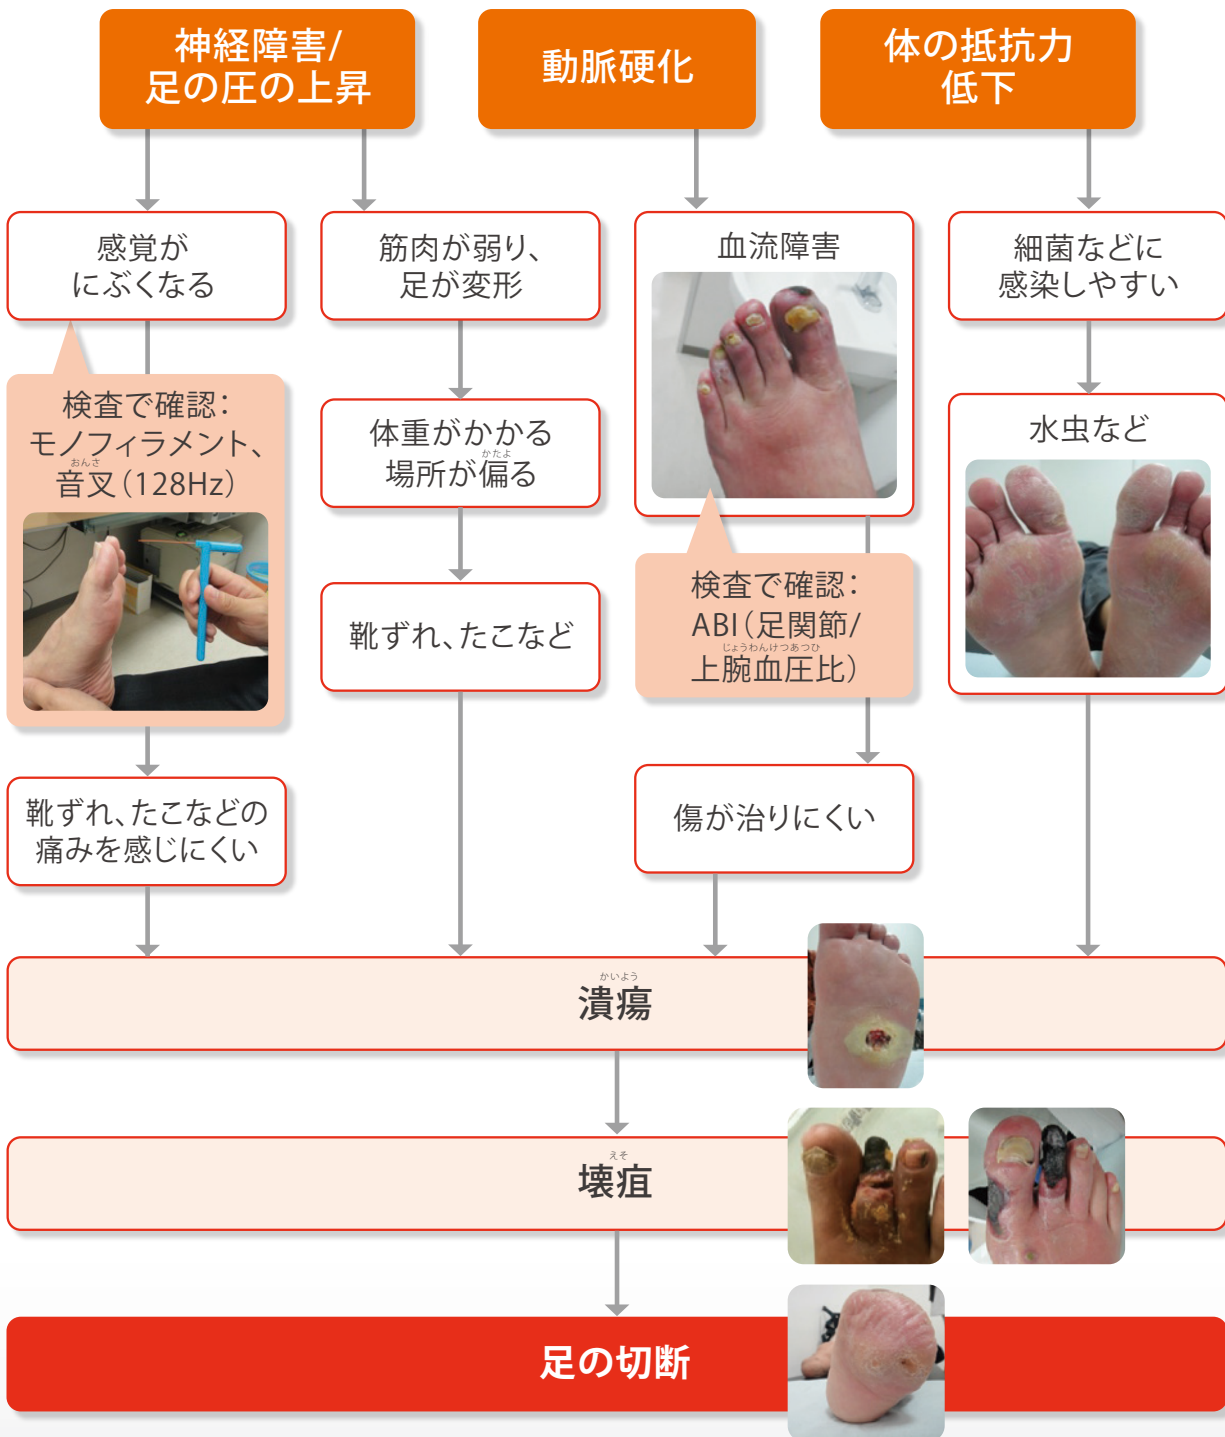 神経障害/
足の圧の上昇
動脈硬化
体の抵抗力
低下
感覚が
にぶくなる
筋肉が弱り、
足が変形
血流障害
細菌などに
感染しやすい
検査で確認：
モノフィラメント、
おんさ
音叉（128Hz）
体重がかかる
かたよ
場所が偏る
水虫など
靴ずれ、たこなど
検査で確認：
ABI（足関節/
じょうわんけつあつひ
上腕血圧比）
靴ずれ、たこなどの
痛みを感じにくい
傷が治りにくい
かいよう
潰瘍
えそ
壊疽
足の切断